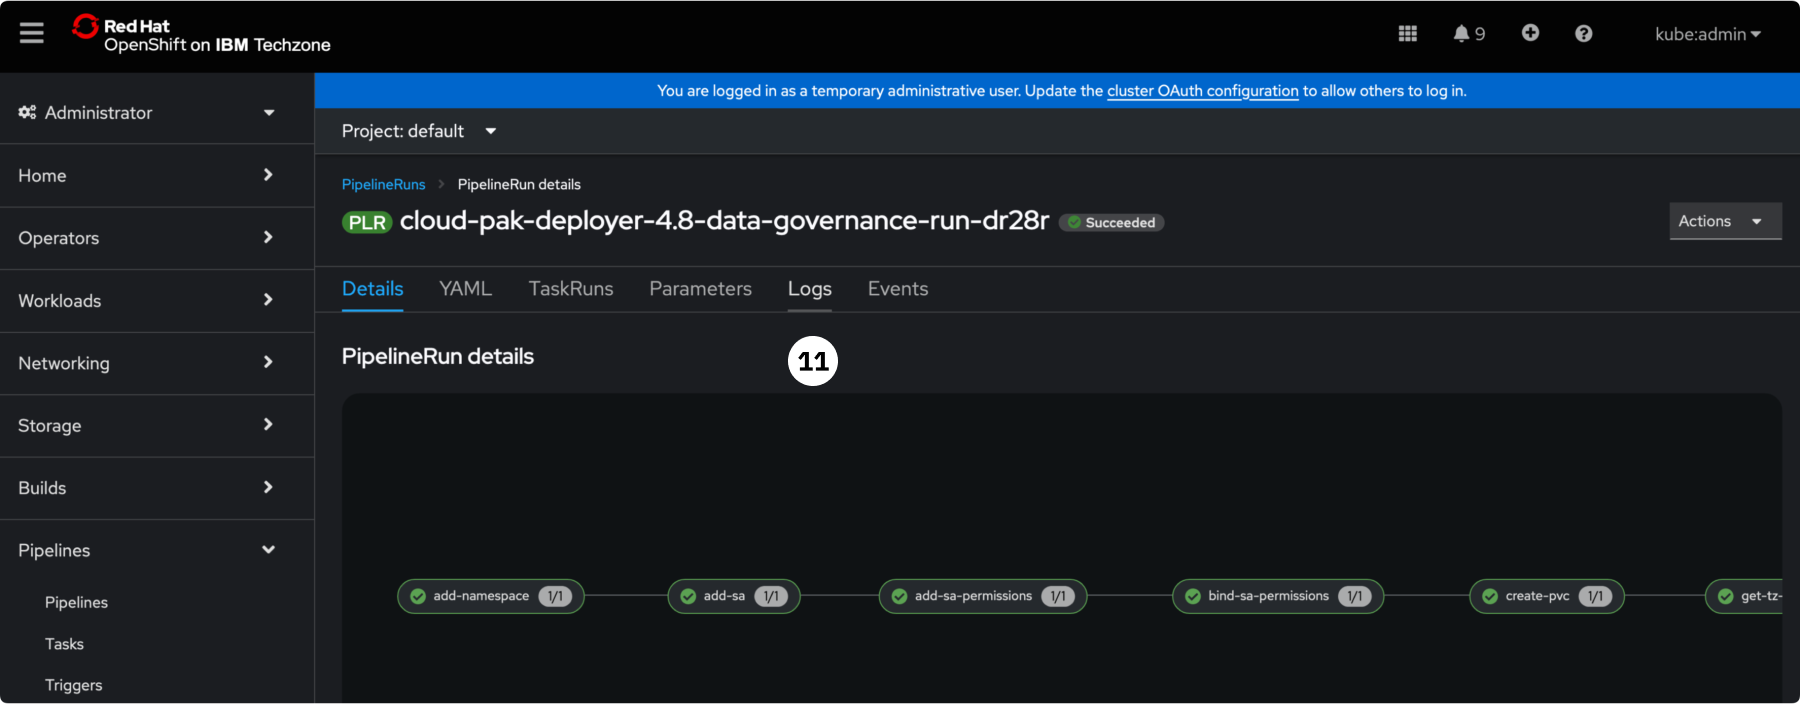 Red Hat
OpenShift on IBM Techzone
9
kube:admin
You are logged in as a temporary administrative user. Update the cluster OAuth configuration to allow others to log in.
Administrator
Home
Operators
Workloads
Networking
Storage
Builds
Pipelines
Pipelines
Tasks
Triggers
Project: default
PipelineRuns PipelineRun details
PLR cloud-pak-deployer-4.8-data-governance-run-dr28r Succeeded
Actions
Details YAML TaskRuns Parameters Logs Events
PipelineRun details
11
add-namespace 1/1 add-sa 1/1 add-sa-permissions 1/1 bind-sa-permissions 1/1 create-pvc 1/1 get-tz-